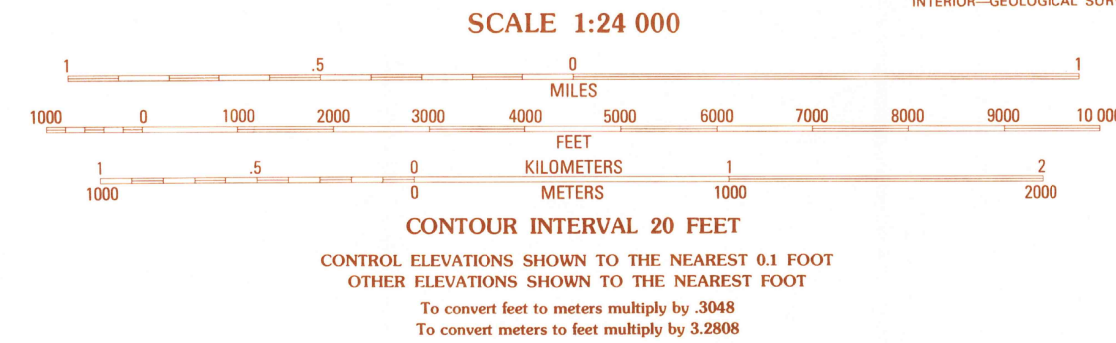 INTERIOR—GEOLOGICAL
SCALE 1:24 000
1 .5 0 1
MILES
1000 0 1000 2000 3000 4000 5000 6000 7000 8000 9000 10 000
FEET
1 .5 0 KILOMETERS 1 2
1000 0 METERS 1000 2000
CONTOUR INTERVAL 20 FEET
CONTROL ELEVATIONS SHOWN TO THE NEAREST 0.1 FOOT
OTHER ELEVATIONS SHOWN TO THE NEAREST FOOT
To convert feet to meters multiply by .3048
To convert meters to feet multiply by 3.2808